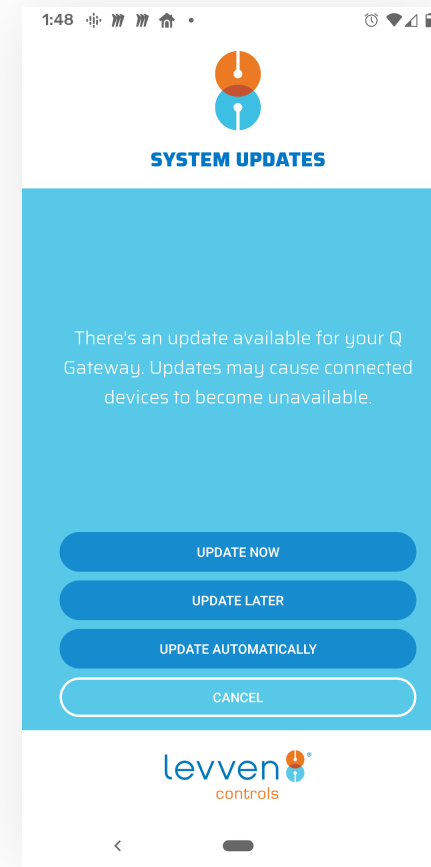 1:48
SYSTEM UPDATES
There's an update available for your Q
Gateway. Updates may cause connected
devices to become unavailable.
UPDATE NOW
UPDATE LATER
UPDATE AUTOMATICALLY
CANCEL
levven
controls